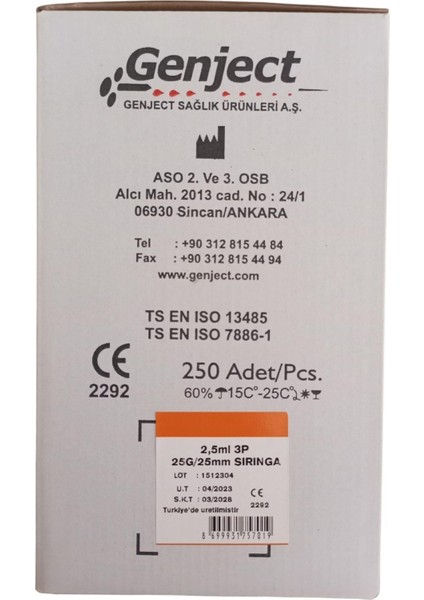 Genject
GENJECT SAĞLIK ÜRÜNLERİ A.Ş.
ASO 2. Ve 3. OSB
Alcı Mah. 2013 cad. No : 24/1
06930 Sincan/ANKARA
Tel : +90 312 815 44 84
Fax : +90 312 815 44 94
www.genject.com
TS EN ISO 13485
TS EN ISO 7886-1
CE
2292
250 Adet/Pcs.
60% 15C°-25C°
2,5ml 3P
25G/25mm SIRINGA
LOT : 1512304
U.T : 04/2023
S.K.T : 03/2028
CE
2292
Turkiye'de uretilmistir
8699931757019